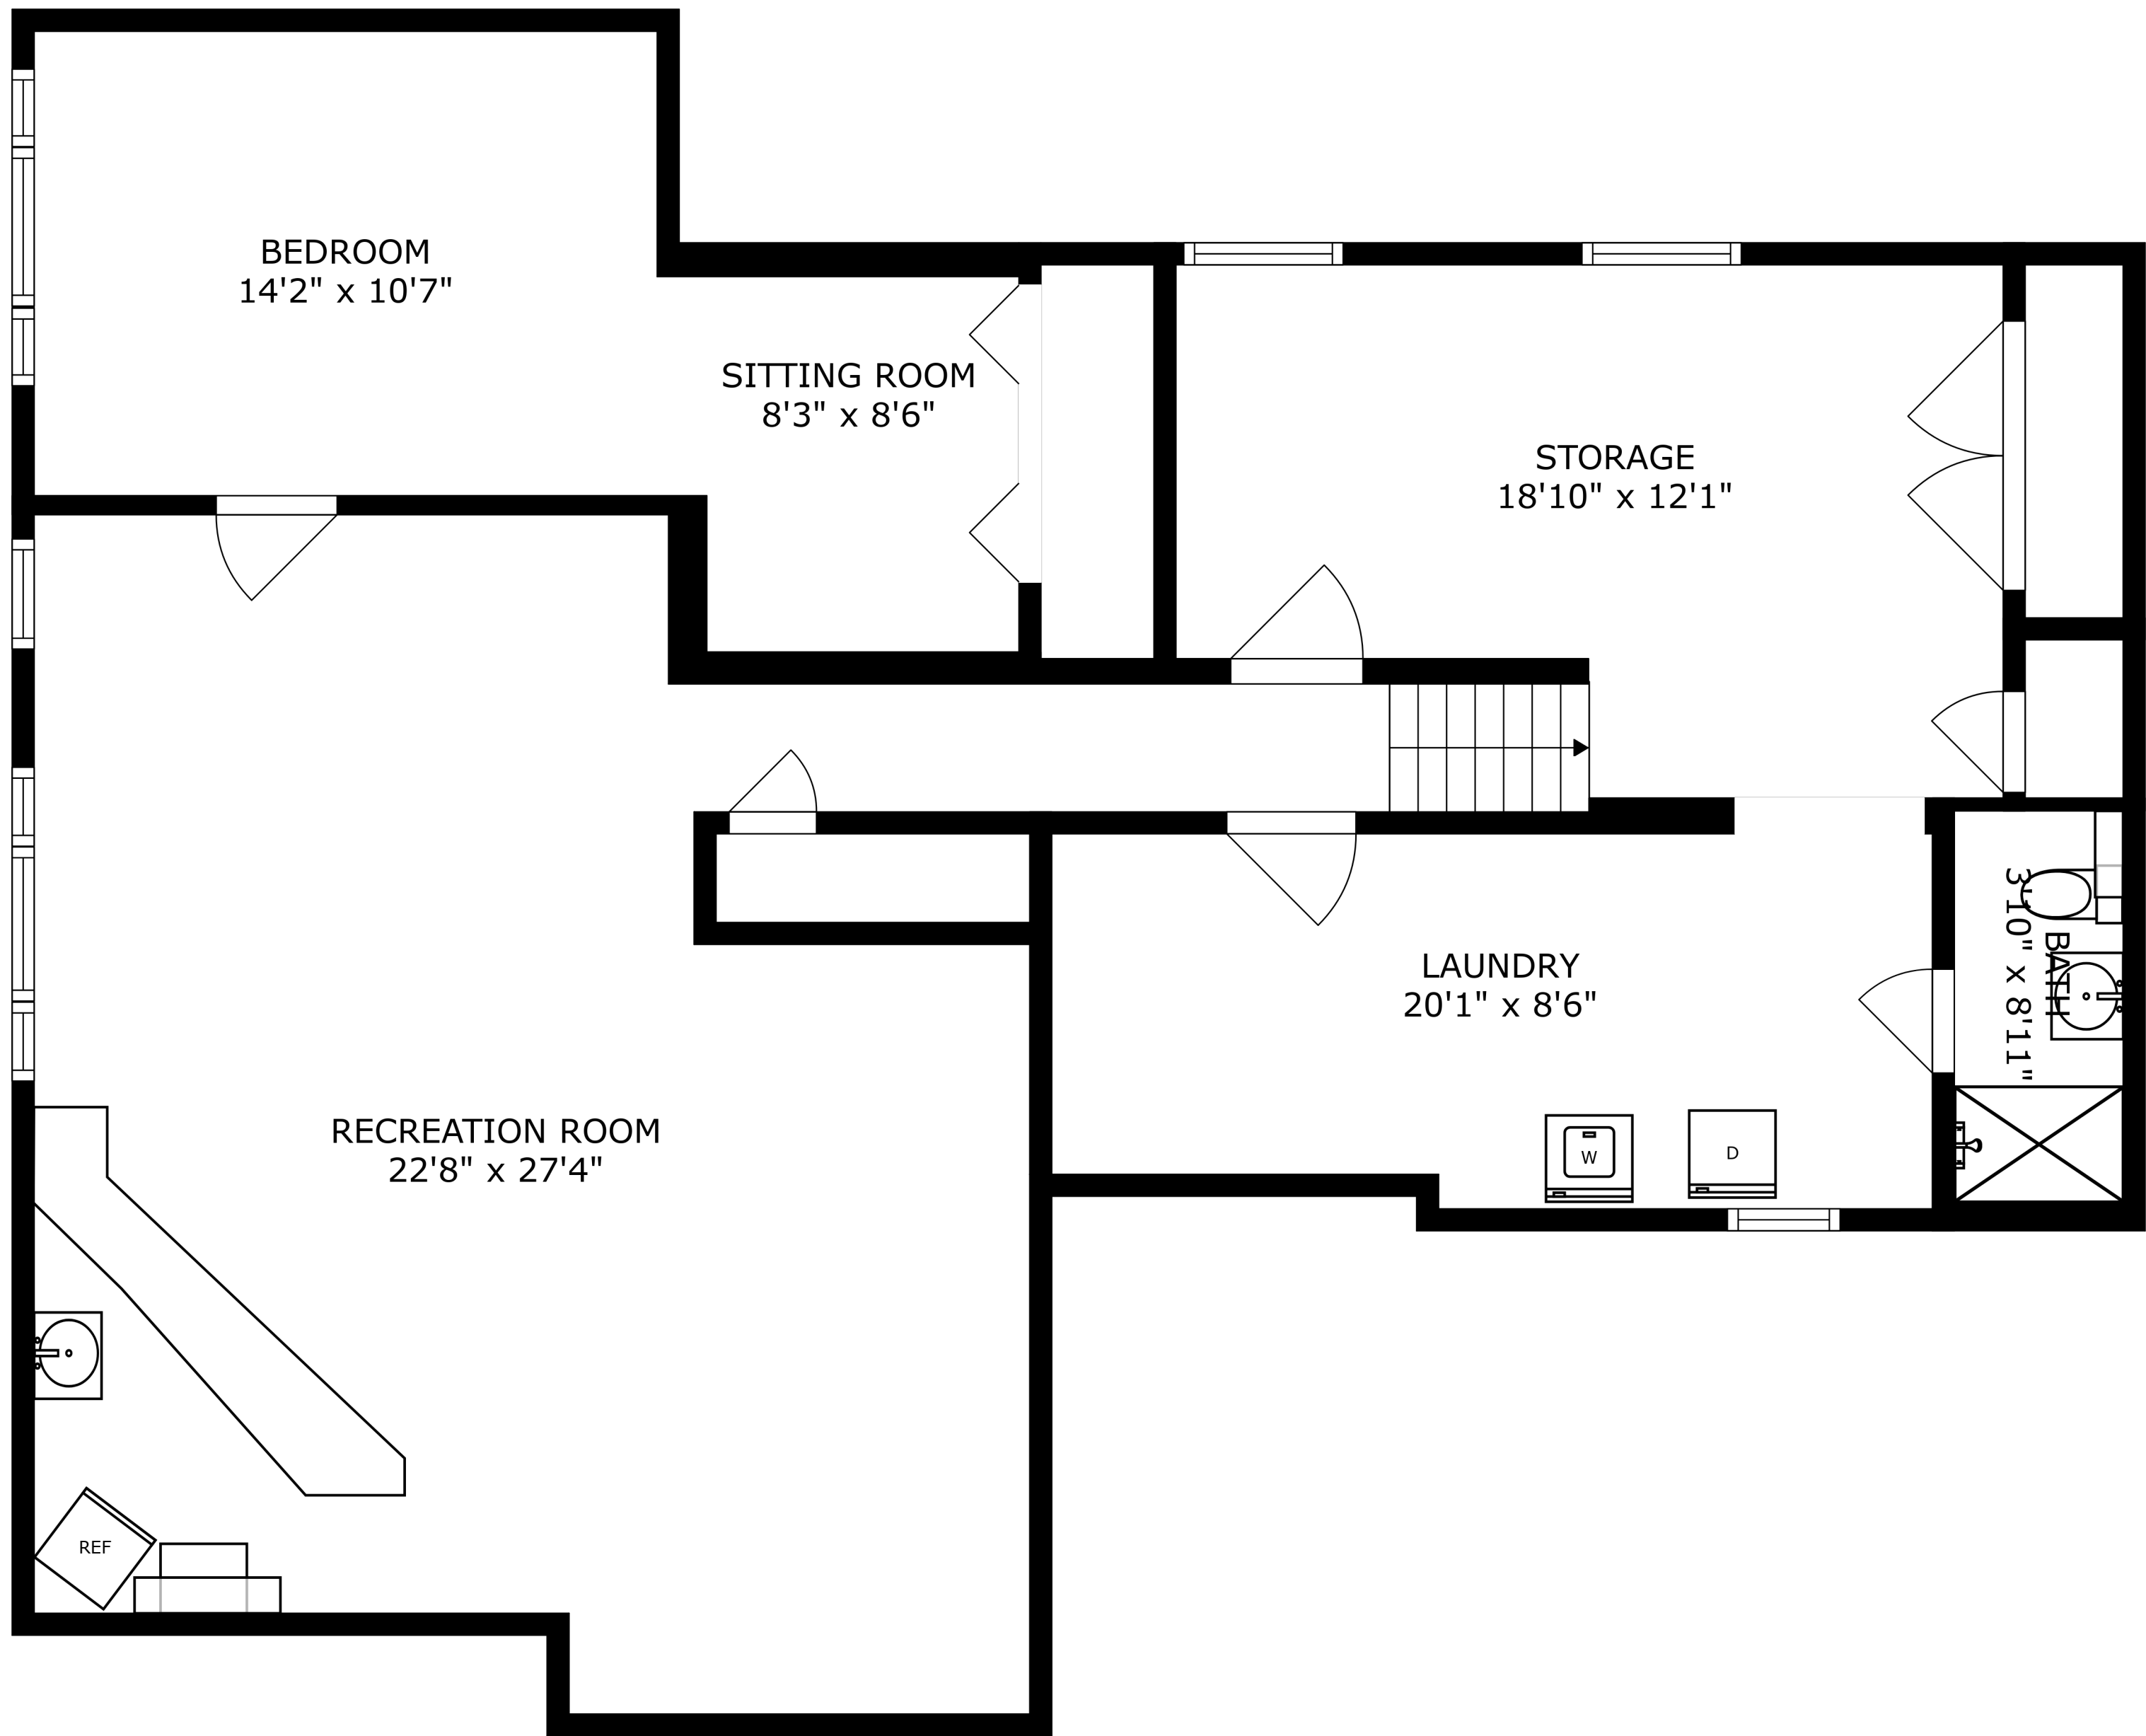 BEDROOM
14'2" x 10'7"
SITTING ROOM
8'3" x 8'6"
STORAGE
18'10" x 12'1"
LAUNDRY
20'1" x 8'6"
BATH
3'10" x 8'11"
RECREATION ROOM
22'8" x 27'4"
W
D
REF